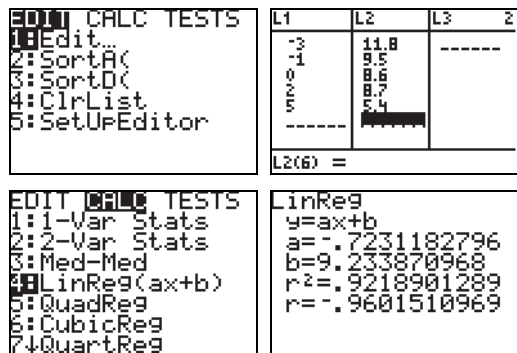 EDIT CALC TESTS
1:Edit…
2:SortA(
3:SortD(
4:ClrList
5:SetUpEditor
L1 L2 L3 2
-3 11.8 ------
-1 9.5
0 8.6
2 8.7
5 5.4
------
L2(6) =
EDIT CALC TESTS
1:1-Var Stats
2:2-Var Stats
3:Med-Med
4:LinReg(ax+b)
5:QuadReg
6:CubicReg
7↓QuartReg
LinReg
y=ax+b
a=-.7231182796
b=9.233870968
r²=.9218901289
r=-.9601510969